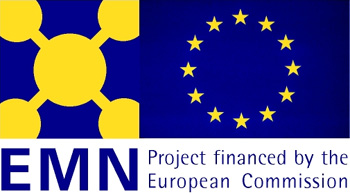 EMN
Project financed by the
European Commission